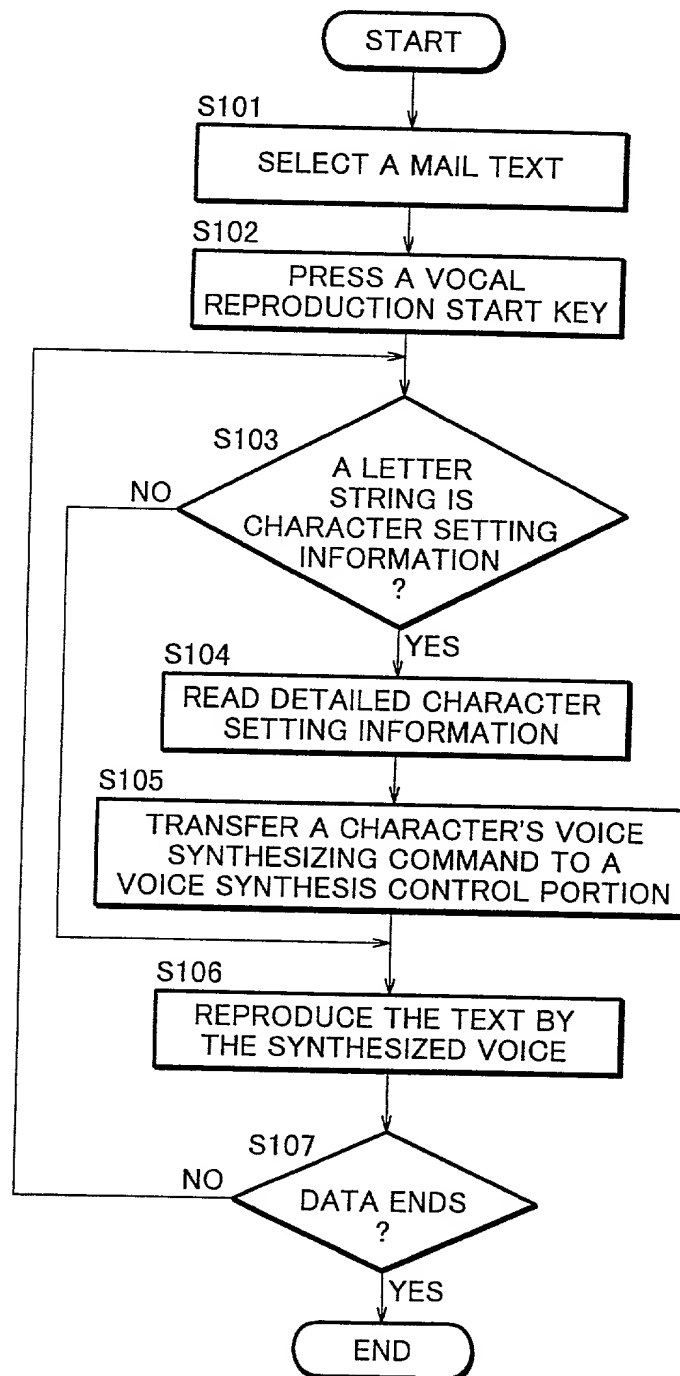 START
S101
SELECT A MAIL TEXT
S102
PRESS A VOCAL
REPRODUCTION START KEY
S103
A LETTER
STRING IS
CHARACTER SETTING
INFORMATION
?
NO
YES
S104
READ DETAILED CHARACTER
SETTING INFORMATION
S105
TRANSFER A CHARACTER'S VOICE
SYNTHESIZING COMMAND TO A
VOICE SYNTHESIS CONTROL PORTION
S106
REPRODUCE THE TEXT BY
THE SYNTHESIZED VOICE
S107
NO
DATA ENDS
?
YES
END